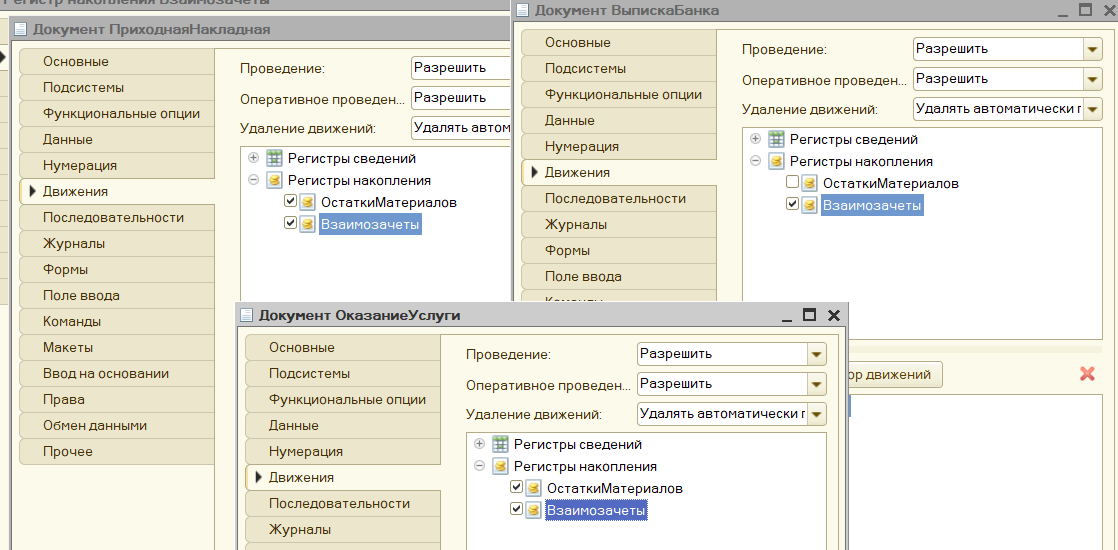 Регистр накопления Взаимозачеты
Документ ПриходнаяНакладная
Основные
Подсистемы
Функциональные опции
Данные
Нумерация
Движения
Последовательности
Журналы
Формы
Поле ввода
Команды
Макеты
Ввод на основании
Права
Обмен данными
Прочее
Проведение: Разрешить
Оперативное проведен... Разрешить
Удаление движений: Удалять автом
Регистры сведений
Регистры накопления
ОстаткиМатериалов
Взаимозачеты
Документ ВыпискаБанка
Основные
Подсистемы
Функциональные опции
Данные
Нумерация
Движения
Последовательности
Журналы
Формы
Поле ввода
Команды
Проведение: Разрешить
Оперативное проведен... Разрешить
Удаление движений: Удалять автоматически г
Регистры сведений
Регистры накопления
ОстаткиМатериалов
Взаимозачеты
ор движений
Документ ОказаниеУслуги
Основные
Подсистемы
Функциональные опции
Данные
Нумерация
Движения
Последовательности
Журналы
Проведение: Разрешить
Оперативное проведен... Разрешить
Удаление движений: Удалять автоматически г
Регистры сведений
Регистры накопления
ОстаткиМатериалов
Взаимозачеты